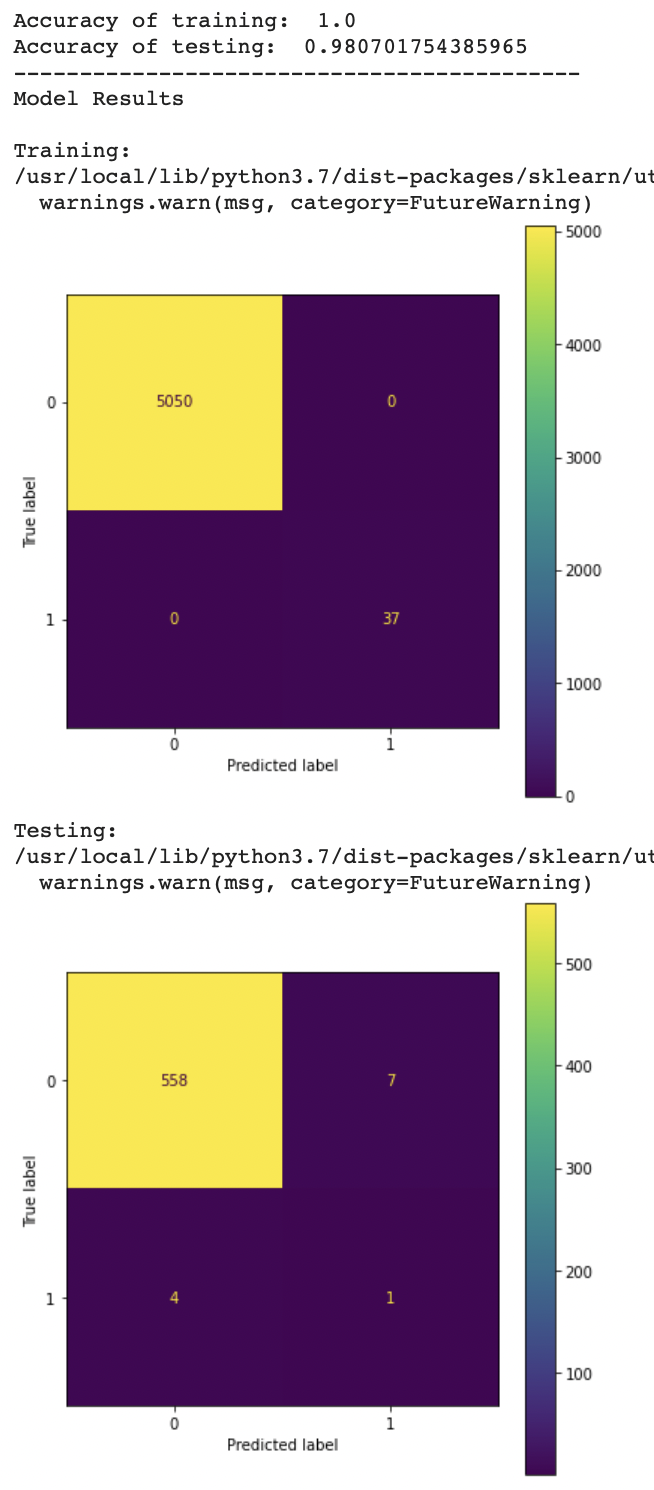 Accuracy of training:  1.0
Accuracy of testing:  0.980701754385965
-------------------------------------------
Model Results
Training:
/usr/local/lib/python3.7/dist-packages/sklearn/ut
warnings.warn(msg, category=FutureWarning)
5000
4000
3000
2000
1000
0
0
5050
0
True label
1
0
37
0
1
Predicted label
Testing:
/usr/local/lib/python3.7/dist-packages/sklearn/ut
warnings.warn(msg, category=FutureWarning)
500
400
300
200
100
0
558
7
True label
1
4
1
0
1
Predicted label